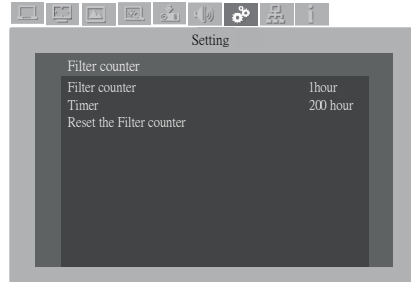 Setting
Filter counter
Filter counter 1hour
Timer 200 hour
Reset the Filter counter